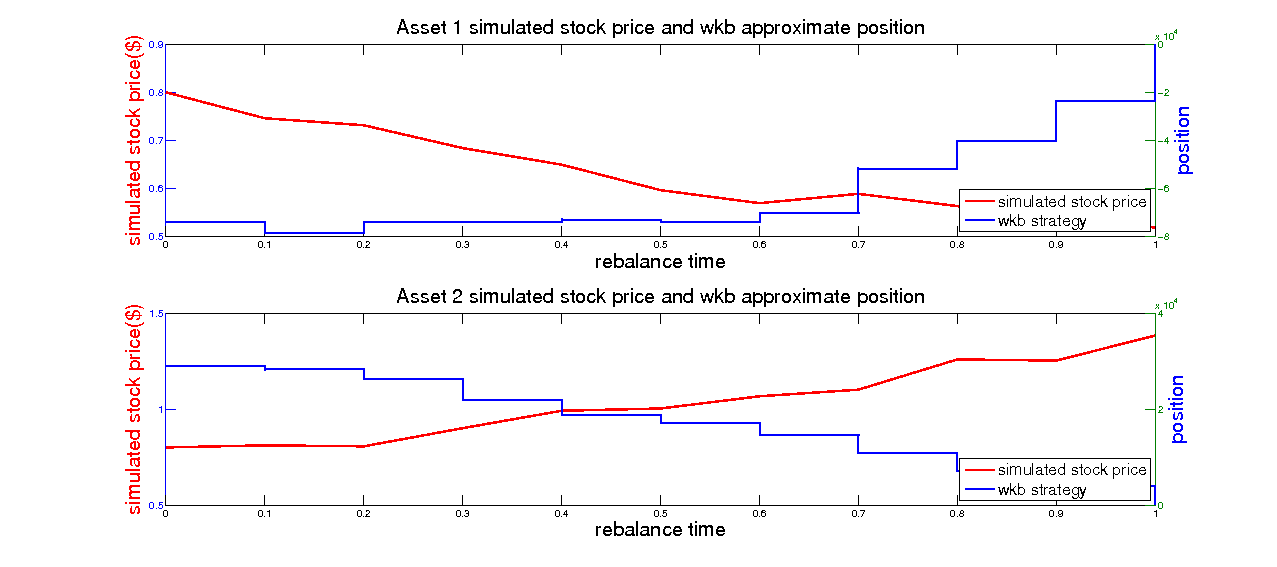 Asset 1 simulated stock price and wkb approximate position
simulated stock price($)
0.9
0.8
0.7
0.6
0.5
x 10^4
0
-2
-4
-6
-8
position
simulated stock price
wkb strategy
0 0.1 0.2 0.3 0.4 0.5 0.6 0.7 0.8 0.9 1
rebalance time
Asset 2 simulated stock price and wkb approximate position
simulated stock price($)
1.5
1
0.5
x 10^4
4
2
0
position
simulated stock price
wkb strategy
0 0.1 0.2 0.3 0.4 0.5 0.6 0.7 0.8 0.9 1
rebalance time